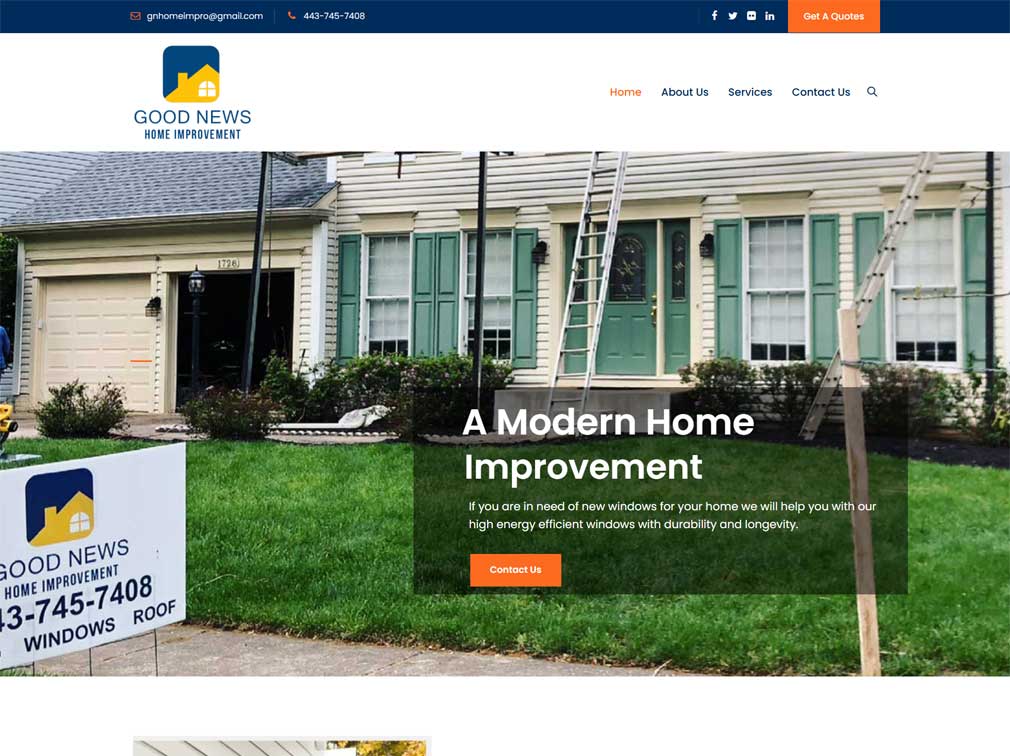 gnhomeimpro@gmail.com
443-745-7408
Get A Quotes
GOOD NEWS
HOME IMPROVEMENT
Home
About Us
Services
Contact Us
1726
A Modern Home
Improvement
If you are in need of new windows for your home we will help you with our
high energy efficient windows with durability and longevity.
Contact Us
GOOD NEWS
HOME IMPROVEMENT
43-745-7408
WINDOWS ROOF